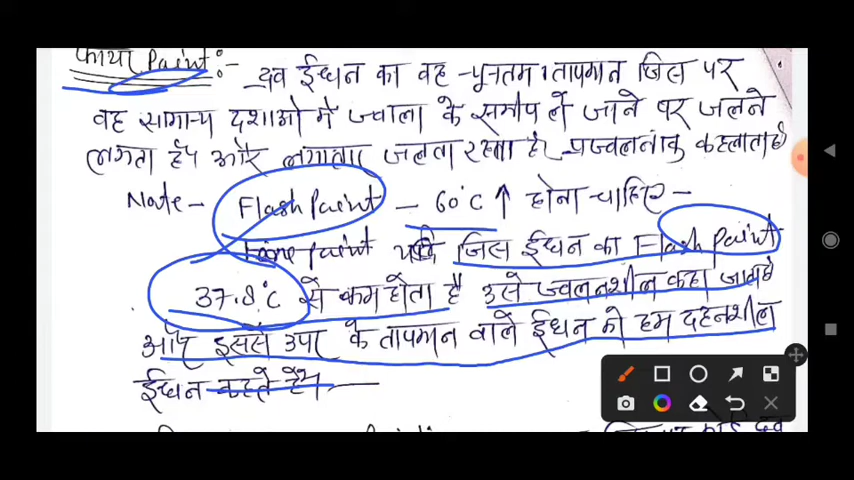 फायर Point :- द्रव ईंधन का वह न्यूनतम तापमान जिस पर
वह सामान्य दशाओ मे ज्वाला के समीप ले जाने पर जलने
लगता है और लगातार जलता रहता है। प्रज्वलनांक कहलाता है
Note - Flash Point - 60°C ↑ होना चाहिए -
Fire point यदि जिस ईंधन का Flash Point
37.8°C से कम होता है उसे ज्वलनशील कहा जाता है
और इससे उपर के तापमान वाले ईंधन को हम दहनशील
ईंधन कहते है।